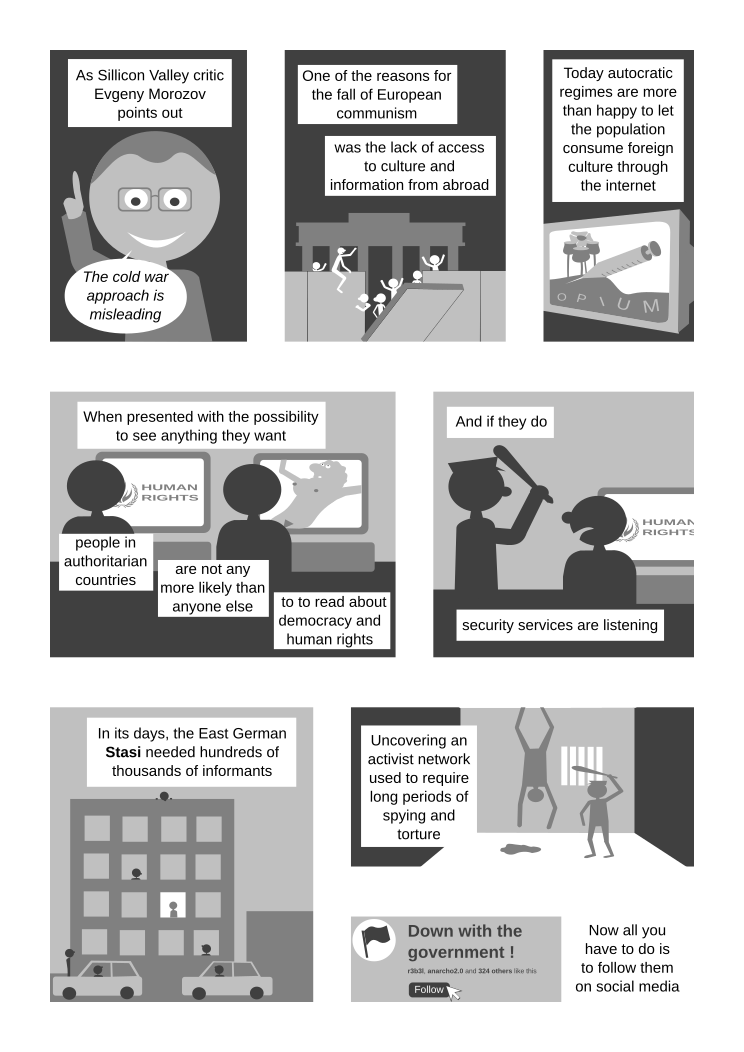 As Sillicon Valley critic
Evgeny Morozov
points out
The cold war
approach is
misleading
One of the reasons for
the fall of European
communism
was the lack of access
to culture and
information from abroad
Today autocratic
regimes are more
than happy to let
the population
consume foreign
culture through
the internet
OPIUM
When presented with the possibility
to see anything they want
HUMAN
RIGHTS
people in
authoritarian
countries
are not any
more likely than
anyone else
to to read about
democracy and
human rights
And if they do
HUMAN
RIGHTS
security services are listening
In its days, the East German
Stasi needed hundreds of
thousands of informants
Uncovering an
activist network
used to require
long periods of
spying and
torture
Down with the
government !
r3b3l, anarcho2.0 and 324 others like this
Follow
Now all you
have to do is
to follow them
on social media